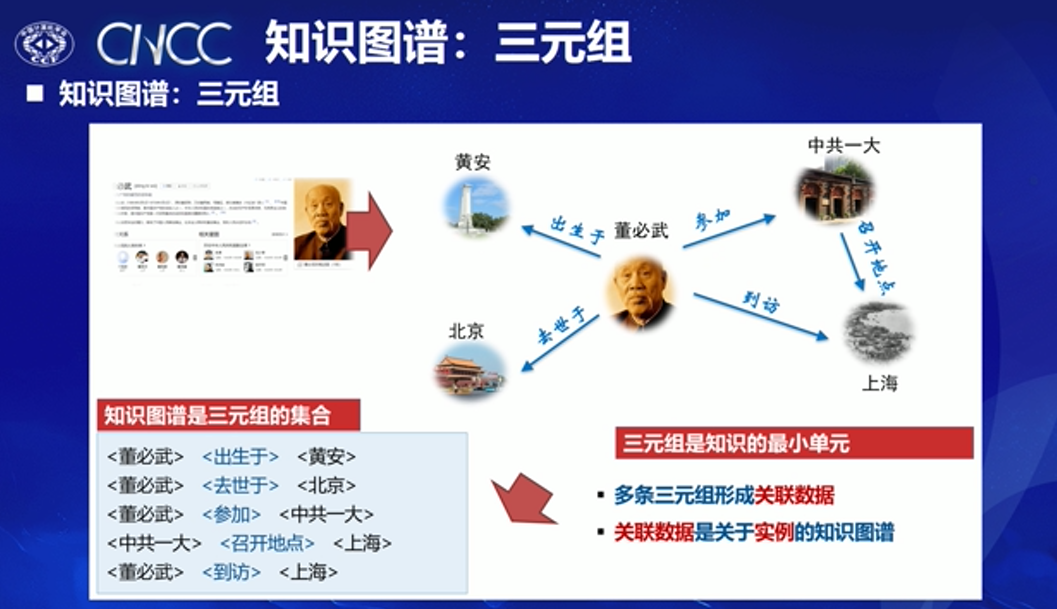 CNCC 知识图谱：三元组
■ 知识图谱：三元组
黄安
中共一大
董必武
出生于
参加
召开地点
到访
去世于
北京
上海
知识图谱是三元组的集合
<董必武> <出生于> <黄安>
<董必武> <去世于> <北京>
<董必武> <参加> <中共一大>
<中共一大> <召开地点> <上海>
<董必武> <到访> <上海>
三元组是知识的最小单元
▪ 多条三元组形成关联数据
▪ 关联数据是关于实例的知识图谱